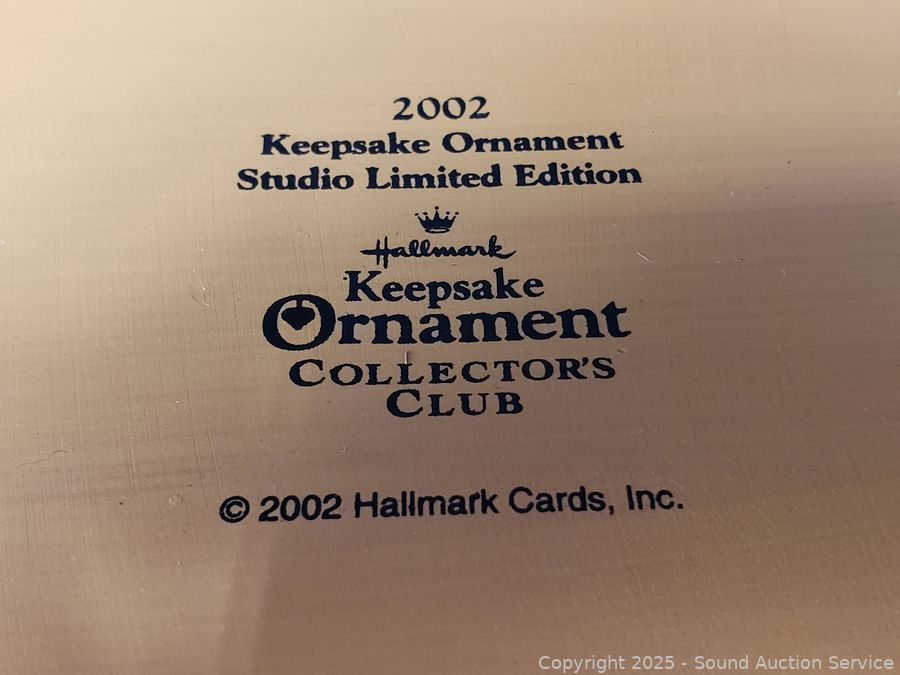 2002
Keepsake Ornament
Studio Limited Edition
Hallmark
Keepsake
Ornament
COLLECTOR'S
CLUB
© 2002 Hallmark Cards, Inc.
Copyright 2025 - Sound Auction Service